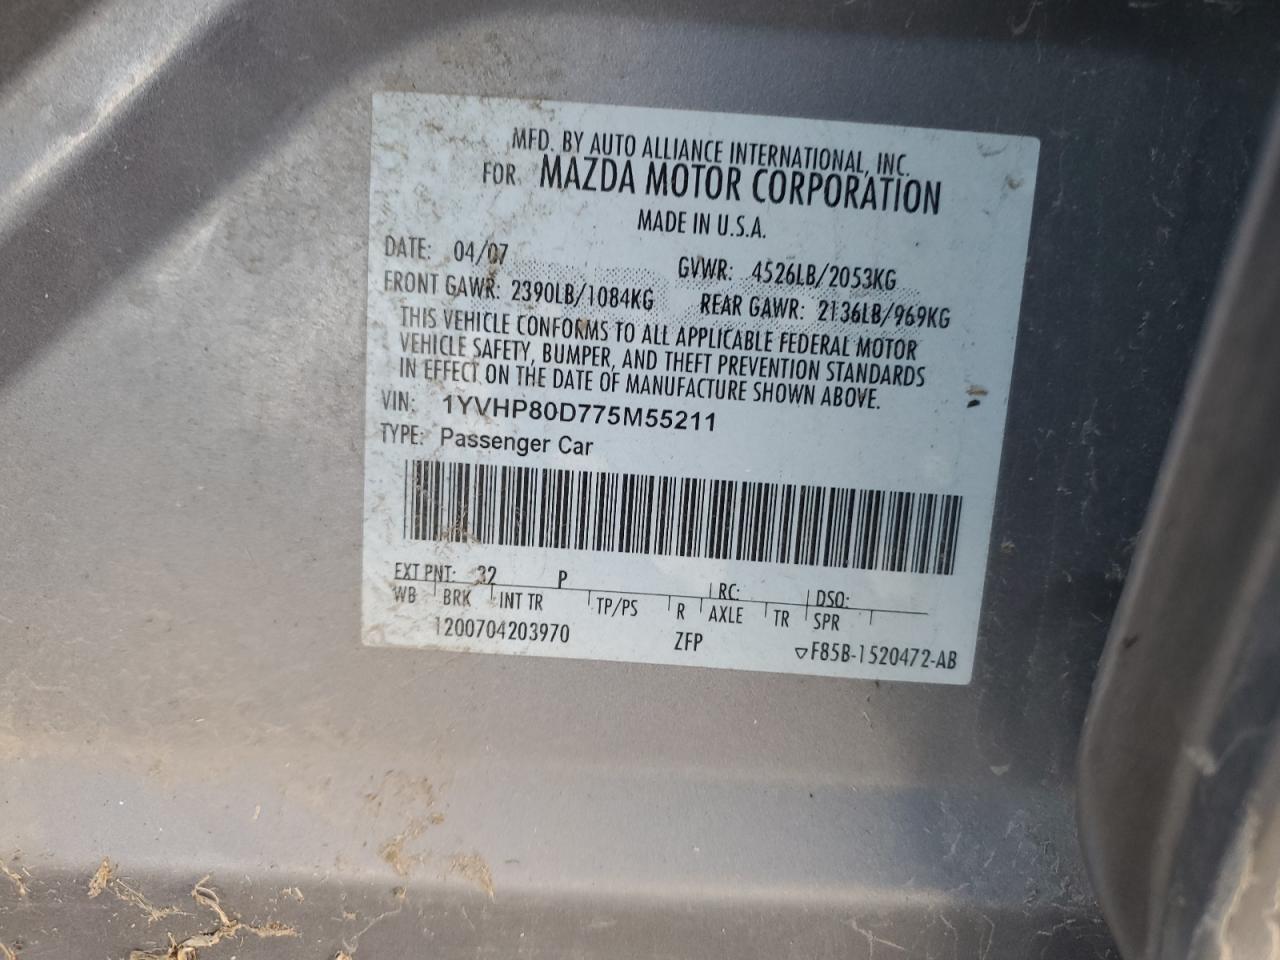 MFD. BY AUTO ALLIANCE INTERNATIONAL, INC.
FOR MAZDA MOTOR CORPORATION
MADE IN U.S.A.
DATE: 04/07 GVWR: 4526LB/2053KG
FRONT GAWR: 2390LB/1084KG REAR GAWR: 2136LB/969KG
THIS VEHICLE CONFORMS TO ALL APPLICABLE FEDERAL MOTOR
VEHICLE SAFETY, BUMPER, AND THEFT PREVENTION STANDARDS
IN EFFECT ON THE DATE OF MANUFACTURE SHOWN ABOVE.
VIN: 1YVHP80D775M55211
TYPE: Passenger Car
EXT PNT: 32 P RC: DSO:
WB BRK INT TR TP/PS R AXLE TR SPR
1200704203970 ZFP ▽F85B-1520472-AB